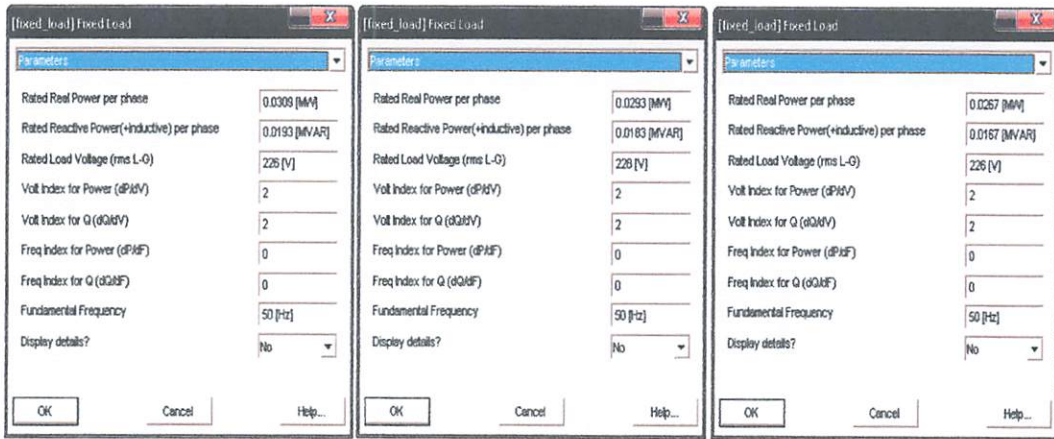 [fixed_load] Fixed Load
Parameters
Rated Real Power per phase 0.0309 [MW]
Rated Reactive Power(+inductive) per phase 0.0193 [MVAR]
Rated Load Voltage (rms L-G) 226 [V]
Volt Index for Power (dP/dV) 2
Volt Index for Q (dQ/dV) 2
Freq Index for Power (dP/dF) 0
Freq Index for Q (dQ/dF) 0
Fundamental Frequency 50 [Hz]
Display details? No
OK Cancel Help...
[fixed_load] Fixed Load
Parameters
Rated Real Power per phase 0.0293 [MW]
Rated Reactive Power(+inductive) per phase 0.0183 [MVAR]
Rated Load Voltage (rms L-G) 226 [V]
Volt Index for Power (dP/dV) 2
Volt Index for Q (dQ/dV) 2
Freq Index for Power (dP/dF) 0
Freq Index for Q (dQ/dF) 0
Fundamental Frequency 50 [Hz]
Display details? No
OK Cancel Help...
[fixed_load] Fixed Load
Parameters
Rated Real Power per phase 0.0267 [MW]
Rated Reactive Power(+inductive) per phase 0.0167 [MVAR]
Rated Load Voltage (rms L-G) 226 [V]
Volt Index for Power (dP/dV) 2
Volt Index for Q (dQ/dV) 2
Freq Index for Power (dP/dF) 0
Freq Index for Q (dQ/dF) 0
Fundamental Frequency 50 [Hz]
Display details? No
OK Cancel Help...